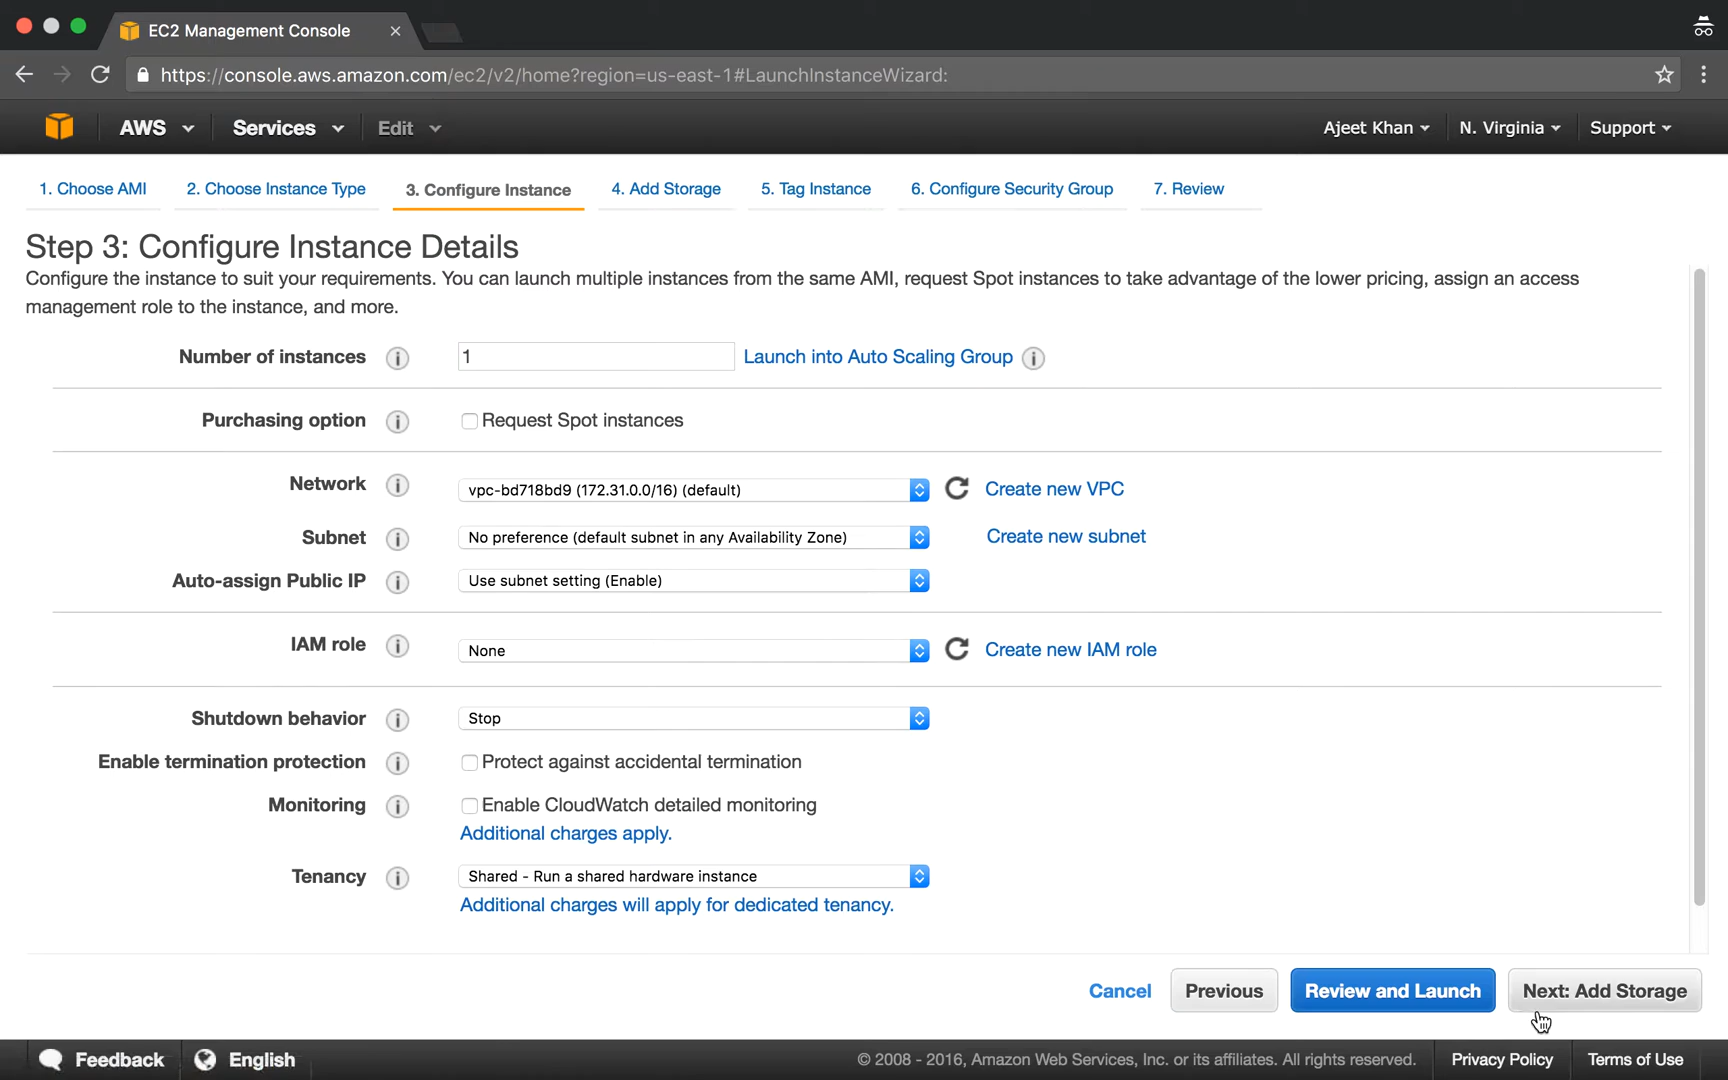 EC2 Management Console
https://console.aws.amazon.com/ec2/v2/home?region=us-east-1#LaunchInstanceWizard:
AWS Services Edit Ajeet Khan N. Virginia Support
1. Choose AMI 2. Choose Instance Type 3. Configure Instance 4. Add Storage 5. Tag Instance 6. Configure Security Group 7. Review
Step 3: Configure Instance Details
Configure the instance to suit your requirements. You can launch multiple instances from the same AMI, request Spot instances to take advantage of the lower pricing, assign an access
management role to the instance, and more.
Number of instances 1 Launch into Auto Scaling Group
Purchasing option Request Spot instances
Network vpc-bd718bd9 (172.31.0.0/16) (default) Create new VPC
Subnet No preference (default subnet in any Availability Zone) Create new subnet
Auto-assign Public IP Use subnet setting (Enable)
IAM role None Create new IAM role
Shutdown behavior Stop
Enable termination protection Protect against accidental termination
Monitoring Enable CloudWatch detailed monitoring
Additional charges apply.
Tenancy Shared - Run a shared hardware instance
Additional charges will apply for dedicated tenancy.
Cancel Previous Review and Launch Next: Add Storage
Feedback English © 2008 - 2016, Amazon Web Services, Inc. or its affiliates. All rights reserved. Privacy Policy Terms of Use